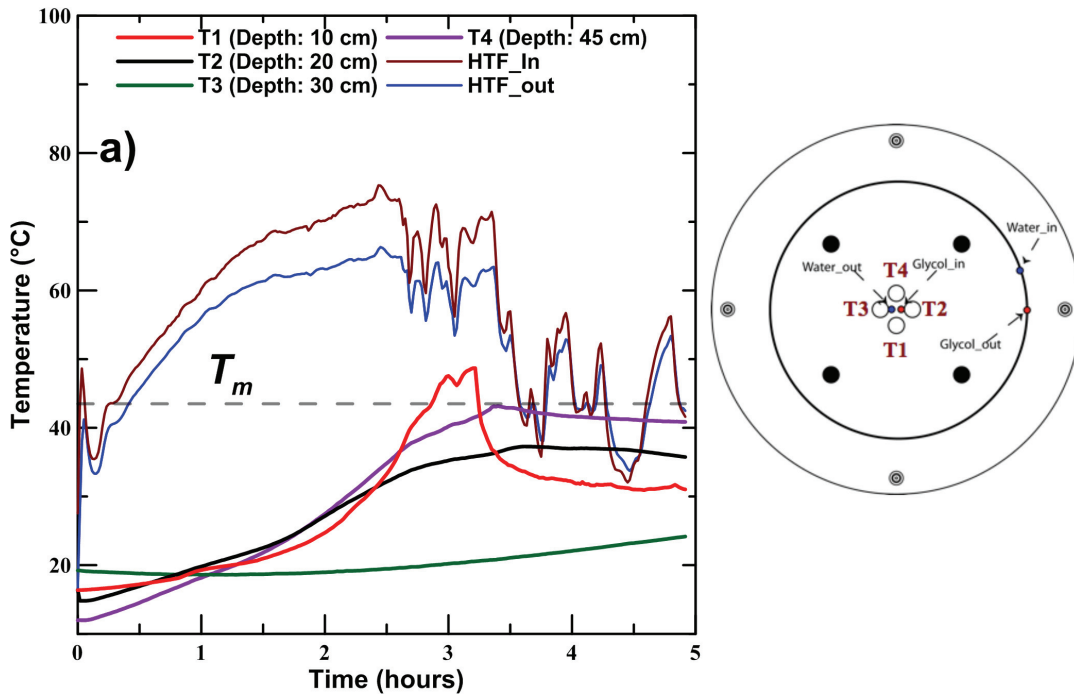 100
80
60
40
20
0
1
2
3
4
5
Temperature (°C)
Time (hours)
T1 (Depth: 10 cm)
T2 (Depth: 20 cm)
T3 (Depth: 30 cm)
T4 (Depth: 45 cm)
HTF_In
HTF_out
a)
Tm
Water_in
Water_out
Glycol_in
T4
T3
T2
T1
Glycol_out